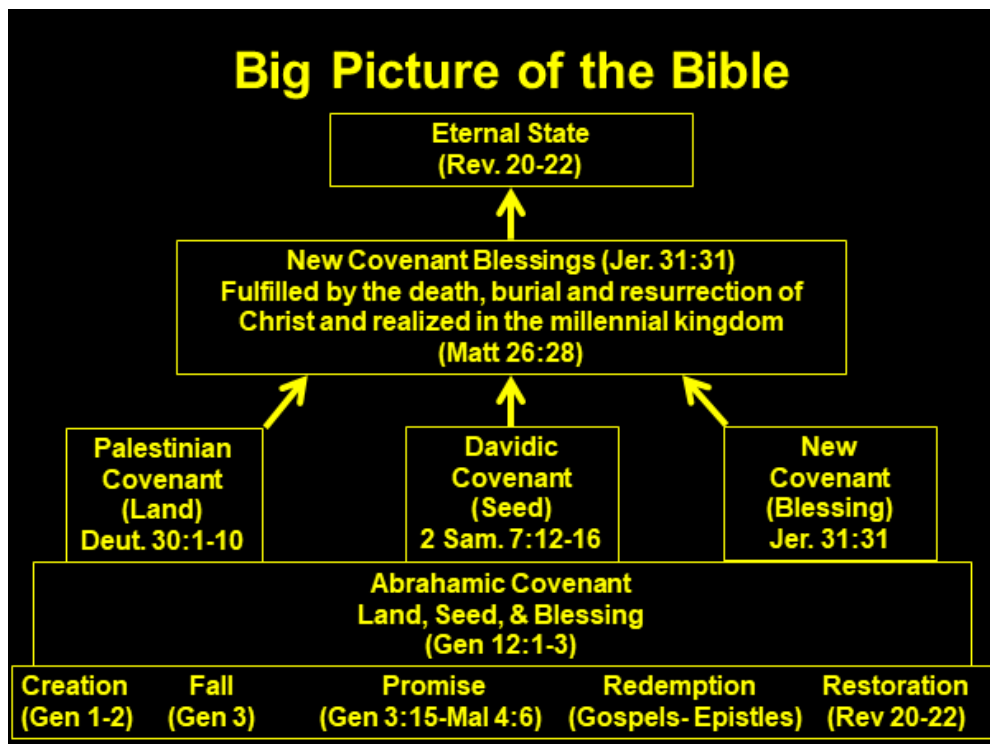 Big Picture of the Bible
Eternal State
(Rev. 20-22)
New Covenant Blessings (Jer. 31:31)
Fulfilled by the death, burial and resurrection of
Christ and realized in the millennial kingdom
(Matt 26:28)
Palestinian
Covenant
(Land)
Deut. 30:1-10
Davidic
Covenant
(Seed)
2 Sam. 7:12-16
New
Covenant
(Blessing)
Jer. 31:31
Abrahamic Covenant
Land, Seed, & Blessing
(Gen 12:1-3)
Creation
(Gen 1-2)
Fall
(Gen 3)
Promise
(Gen 3:15-Mal 4:6)
Redemption
(Gospels- Epistles)
Restoration
(Rev 20-22)